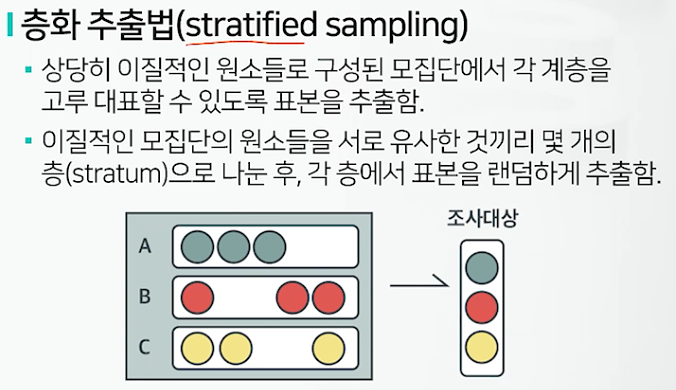 층화 추출법(stratified sampling)
상당히 이질적인 원소들로 구성된 모집단에서 각 계층을
고루 대표할 수 있도록 표본을 추출함.
이질적인 모집단의 원소들을 서로 유사한 것끼리 몇 개의
층(stratum)으로 나눈 후, 각 층에서 표본을 랜덤하게 추출함.
조사대상
A
B
C